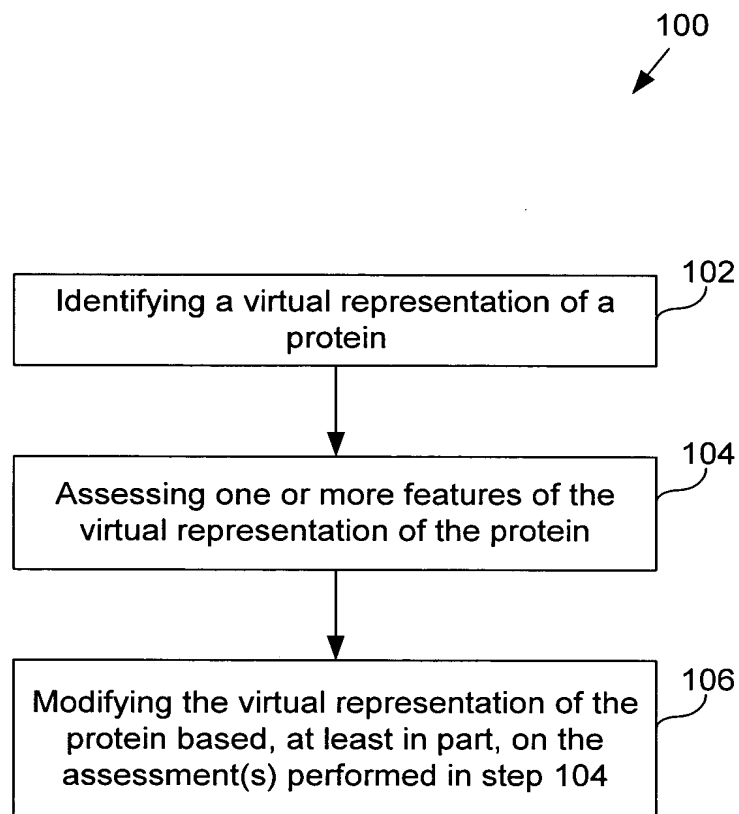 100
102
Identifying a virtual representation of a
protein
104
Assessing one or more features of the
virtual representation of the protein
106
Modifying the virtual representation of the
protein based, at least in part, on the
assessment(s) performed in step 104